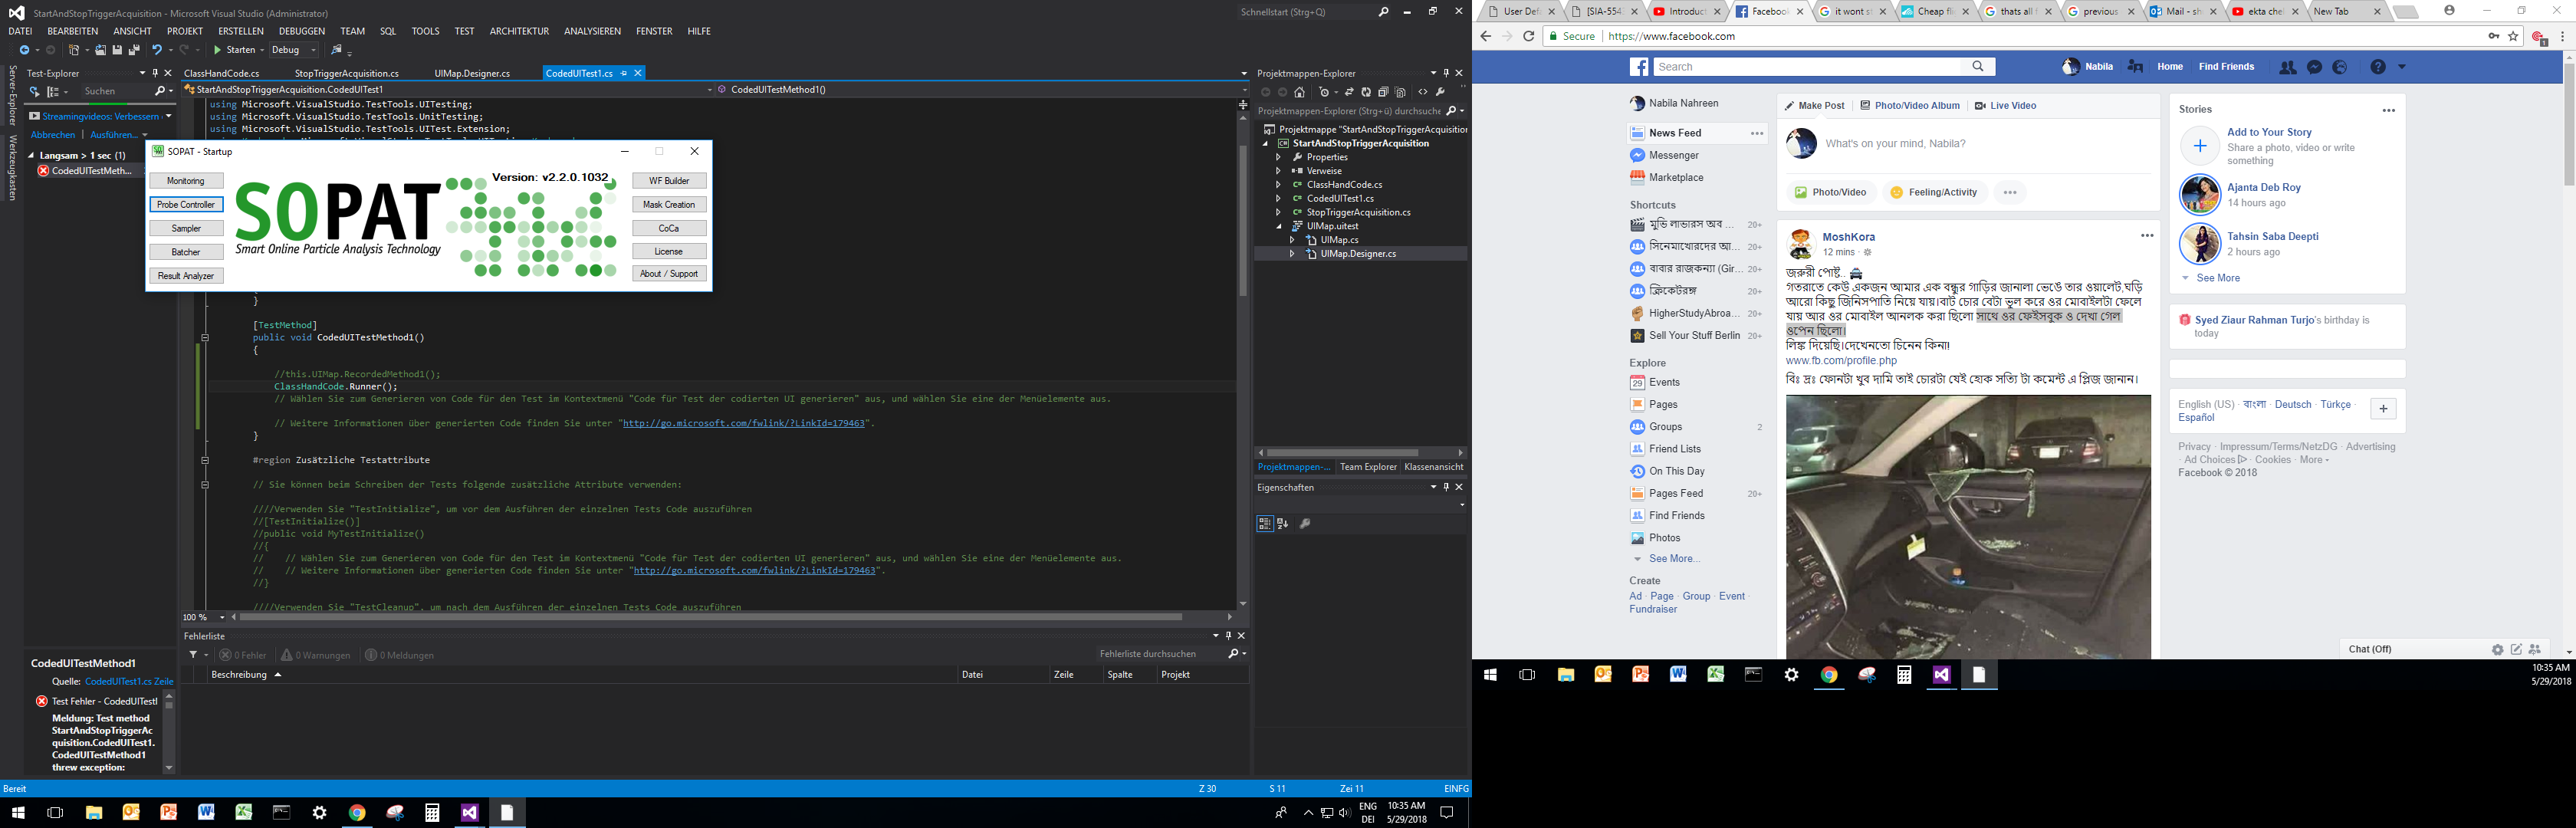 StartAndStopTriggerAcquisition - Microsoft Visual Studio (Administrator)
Schnellstart (Strg+Q)
DATEI BEARBEITEN ANSICHT PROJEKT ERSTELLEN DEBUGGEN TEAM SQL TOOLS TEST ARCHITEKTUR ANALYSIEREN FENSTER HILFE
Starten Debug
Server-Explorer
Werkzeugkasten
Test-Explorer
Suchen
Streamingvideos: Verbessern
Abbrechen | Ausführen...
Langsam > 1 sec (1)
CodedUITestMeth...
ClassHandCode.cs StopTriggerAcquisition.cs UIMap.Designer.cs CodedUITest1.cs
StartAndStopTriggerAcquisition.CodedUITest1 CodedUITestMethod1()
using Microsoft.VisualStudio.TestTools.UITesting;
using Microsoft.VisualStudio.TestTools.UnitTesting;
using Microsoft.VisualStudio.TestTools.UITest.Extension;
SOPAT - Startup
Monitoring
Probe Controller
Sampler
Batcher
Result Analyzer
SOPAT
Smart Online Particle Analysis Technology
Version: v2.2.0.1032
WF Builder
Mask Creation
CoCa
License
About / Support
}
[TestMethod]
public void CodedUITestMethod1()
{
//this.UIMap.RecordedMethod1();
ClassHandCode.Runner();
// Wählen Sie zum Generieren von Code für den Test im Kontextmenü "Code für Test der codierten UI generieren" aus, und wählen Sie eine der Menüelemente aus.
// Weitere Informationen über generierten Code finden Sie unter "http://go.microsoft.com/fwlink/?LinkId=179463".
}
#region Zusätzliche Testattribute
// Sie können beim Schreiben der Tests folgende zusätzliche Attribute verwenden:
////Verwenden Sie "TestInitialize", um vor dem Ausführen der einzelnen Tests Code auszuführen
//[TestInitialize()]
//public void MyTestInitialize()
//{
//    // Wählen Sie zum Generieren von Code für den Test im Kontextmenü "Code für Test der codierten UI generieren" aus, und wählen Sie eine der Menüelemente aus.
//    // Weitere Informationen über generierten Code finden Sie unter "http://go.microsoft.com/fwlink/?LinkId=179463".
//}
////Verwenden Sie "TestCleanup", um nach dem Ausführen der einzelnen Tests Code auszuführen
100 %
Fehlerliste
0 Fehler 0 Warnungen 0 Meldungen
Fehlerliste durchsuchen
Beschreibung Datei Zeile Spalte Projekt
CodedUITestMethod1
Quelle: CodedUITest1.cs Zeile
Test Fehler - CodedUITestI
Meldung: Test method
StartAndStopTriggerAc
quisition.CodedUITest1.
CodedUITestMethod1
threw exception:
Projektmappen-Explorer
Projektmappen-Explorer (Strg+ü) durchsuche
Projektmappe "StartAndStopTriggerAcquisition
StartAndStopTriggerAcquisition
Properties
Verweise
ClassHandCode.cs
CodedUITest1.cs
StopTriggerAcquisition.cs
UIMap.uitest
UIMap.cs
UIMap.Designer.cs
Projektmappen-... Team Explorer Klassenansicht
Eigenschaften
Bereit
Z 30 S 11 Zei 11 EINFG
ENG
DEI
10:35 AM
5/29/2018
User Def [SIA-554 Introduct Facebook it wont st Cheap fli thats all f previous Mail - sh ekta chel New Tab
Secure | https://www.facebook.com
Search
Nabila Home Find Friends
Nabila Nahreen
News Feed
Messenger
Marketplace
Shortcuts
মুভি লাভারস অব ... 20+
সিনেমাখোরদের আ... 20+
বাবার রাজকন্যা (Gir... 20+
ক্রিকেটরঙ্গ 20+
HigherStudyAbroa... 20+
Sell Your Stuff Berlin 20+
Explore
29 Events
Pages
Groups 2
Friend Lists
On This Day
Pages Feed 20+
Find Friends
Photos
See More...
Create
Ad · Page · Group · Event ·
Fundraiser
Make Post | Photo/Video Album | Live Video
What's on your mind, Nabila?
Photo/Video Feeling/Activity
MoshKora
12 mins ·
জরুরী পোষ্ট..
গতরাতে কেউ একজন আমার এক বন্ধুর গাড়ির জানালা ভেঙে তার ওয়ালেট,ঘড়ি
আরো কিছু জিনিসপাতি নিয়ে যায়।বাট চোর বেটা ভুল করে ওর মোবাইলটা ফেলে
যায় আর ওর মোবাইল আনলক করা ছিলো সাথে ওর ফেইসবুক ও দেখা গেল
ওপেন ছিলো।
লিঙ্ক দিয়েছি।দেখেনতো চিনেন কিনা!
www.fb.com/profile.php
বিঃ দ্রঃ ফোনটা খুব দামি তাই চোরটা যেই হোক সত্যি টা কমেন্ট এ প্লিজ জানান।
Stories
Add to Your Story
Share a photo, video or write
something
Ajanta Deb Roy
14 hours ago
Tahsin Saba Deepti
2 hours ago
See More
Syed Ziaur Rahman Turjo's birthday is
today
English (US) · বাংলা · Deutsch · Türkçe ·
Español
Privacy · Impressum/Terms/NetzDG · Advertising
· Ad Choices · Cookies · More
Facebook © 2018
Chat (Off)
10:35 AM
5/29/2018